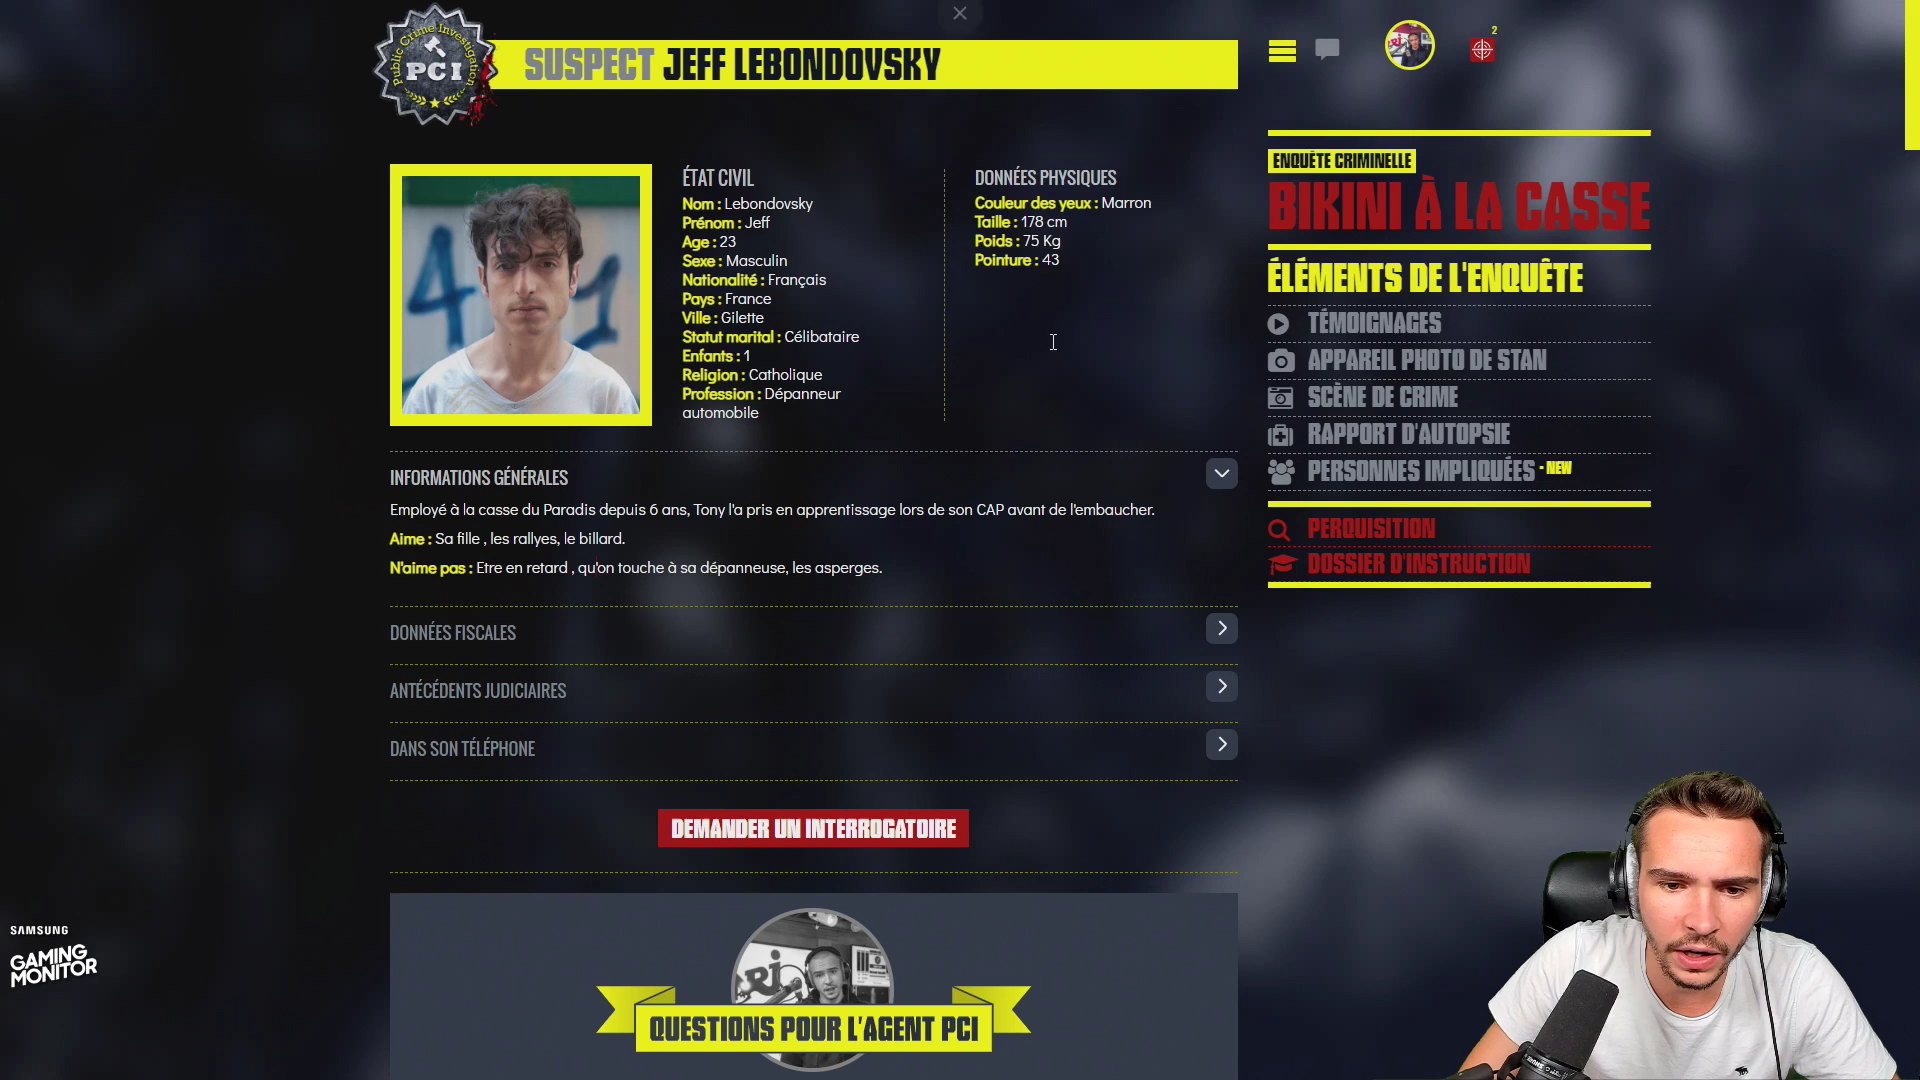 Public Crime Investigation
PCI
SUSPECT JEFF LEBONDOVSKY
2
ÉTAT CIVIL
Nom : Lebondovsky
Prénom : Jeff
Age : 23
Sexe : Masculin
Nationalité : Français
Pays : France
Ville : Gilette
Statut marital : Célibataire
Enfants : 1
Religion : Catholique
Profession : Dépanneur
automobile
DONNÉES PHYSIQUES
Couleur des yeux : Marron
Taille : 178 cm
Poids : 75 Kg
Pointure : 43
INFORMATIONS GÉNÉRALES
Employé à la casse du Paradis depuis 6 ans, Tony l'a pris en apprentissage lors de son CAP avant de l'embaucher.
Aime : Sa fille , les rallyes, le billard.
N'aime pas : Etre en retard , qu'on touche à sa dépanneuse, les asperges.
DONNÉES FISCALES
ANTÉCÉDENTS JUDICIAIRES
DANS SON TÉLÉPHONE
DEMANDER UN INTERROGATOIRE
QUESTIONS POUR L'AGENT PCI
ENQUÊTE CRIMINELLE
BIKINI À LA CASSE
ÉLÉMENTS DE L'ENQUÊTE
TÉMOIGNAGES
APPAREIL PHOTO DE STAN
SCÈNE DE CRIME
RAPPORT D'AUTOPSIE
PERSONNES IMPLIQUÉES - NEW
PERQUISITION
DOSSIER D'INSTRUCTION
SAMSUNG
GAMING
MONITOR